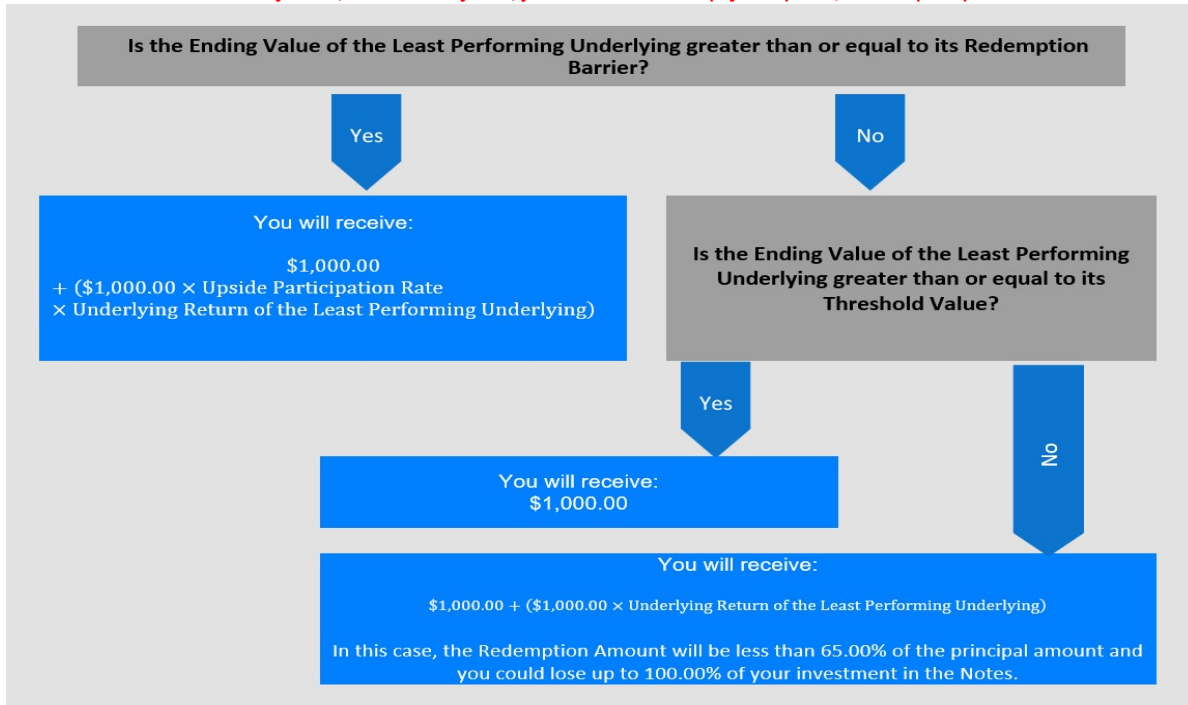 Is the Ending Value of the Least Performing Underlying greater than or equal to its Redemption
Barrier?
Yes
No
You will receive:
$1,000.00
+ ($1,000.00 × Upside Participation Rate
× Underlying Return of the Least Performing Underlying)
Is the Ending Value of the Least Performing
Underlying greater than or equal to its
Threshold Value?
Yes
No
You will receive:
$1,000.00
You will receive:
$1,000.00 + ($1,000.00 × Underlying Return of the Least Performing Underlying)
In this case, the Redemption Amount will be less than 65.00% of the principal amount and
you could lose up to 100.00% of your investment in the Notes.